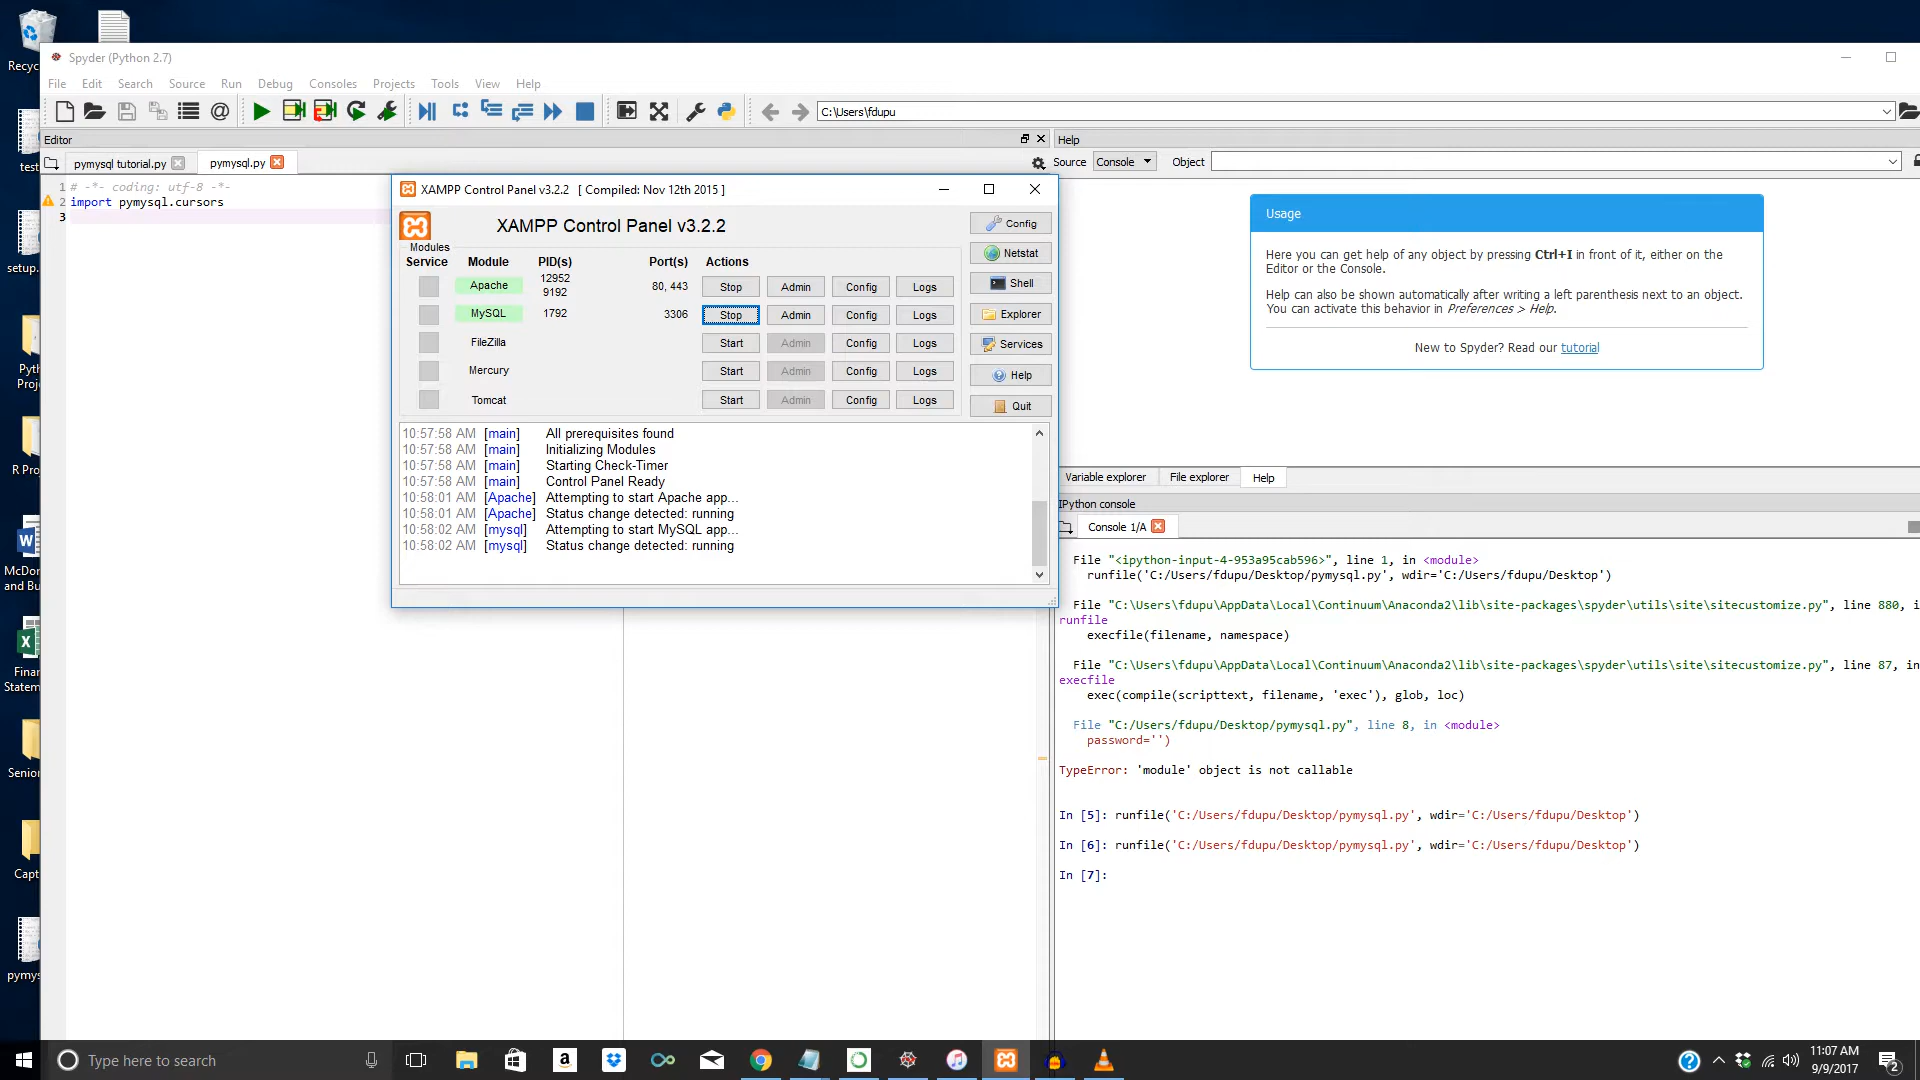 Recyc
Spyder (Python 2.7)
File Edit Search Source Run Debug Consoles Projects Tools View Help
C:\Users\fdupu
Editor
Help
pymysql tutorial.py
pymysql.py
Source Console Object
1 # -*- coding: utf-8 -*-
2 import pymysql.cursors
3
test
setup.
Pyth
Proj
R Pro
McDon
and Bu
Finan
Statem
Senior
Capt
pymys
XAMPP Control Panel v3.2.2 [ Compiled: Nov 12th 2015 ]
XAMPP Control Panel v3.2.2
Modules
Service Module PID(s) Port(s) Actions
Apache 12952 9192 80, 443 Stop Admin Config Logs
MySQL 1792 3306 Stop Admin Config Logs
FileZilla Start Admin Config Logs
Mercury Start Admin Config Logs
Tomcat Start Admin Config Logs
Config
Netstat
Shell
Explorer
Services
Help
Quit
10:57:58 AM [main] All prerequisites found
10:57:58 AM [main] Initializing Modules
10:57:58 AM [main] Starting Check-Timer
10:57:58 AM [main] Control Panel Ready
10:58:01 AM [Apache] Attempting to start Apache app...
10:58:01 AM [Apache] Status change detected: running
10:58:02 AM [mysql] Attempting to start MySQL app...
10:58:02 AM [mysql] Status change detected: running
Usage
Here you can get help of any object by pressing Ctrl+I in front of it, either on the
Editor or the Console.
Help can also be shown automatically after writing a left parenthesis next to an object.
You can activate this behavior in Preferences > Help.
New to Spyder? Read our tutorial
Variable explorer File explorer Help
IPython console
Console 1/A
File "<ipython-input-4-953a95cab596>", line 1, in <module>
runfile('C:/Users/fdupu/Desktop/pymysql.py', wdir='C:/Users/fdupu/Desktop')
File "C:\Users\fdupu\AppData\Local\Continuum\Anaconda2\lib\site-packages\spyder\utils\site\sitecustomize.py", line 880, i
runfile
execfile(filename, namespace)
File "C:\Users\fdupu\AppData\Local\Continuum\Anaconda2\lib\site-packages\spyder\utils\site\sitecustomize.py", line 87, in
execfile
exec(compile(scripttext, filename, 'exec'), glob, loc)
File "C:/Users/fdupu/Desktop/pymysql.py", line 8, in <module>
password='')
TypeError: 'module' object is not callable
In [5]: runfile('C:/Users/fdupu/Desktop/pymysql.py', wdir='C:/Users/fdupu/Desktop')
In [6]: runfile('C:/Users/fdupu/Desktop/pymysql.py', wdir='C:/Users/fdupu/Desktop')
In [7]:
Type here to search
11:07 AM
9/9/2017
2